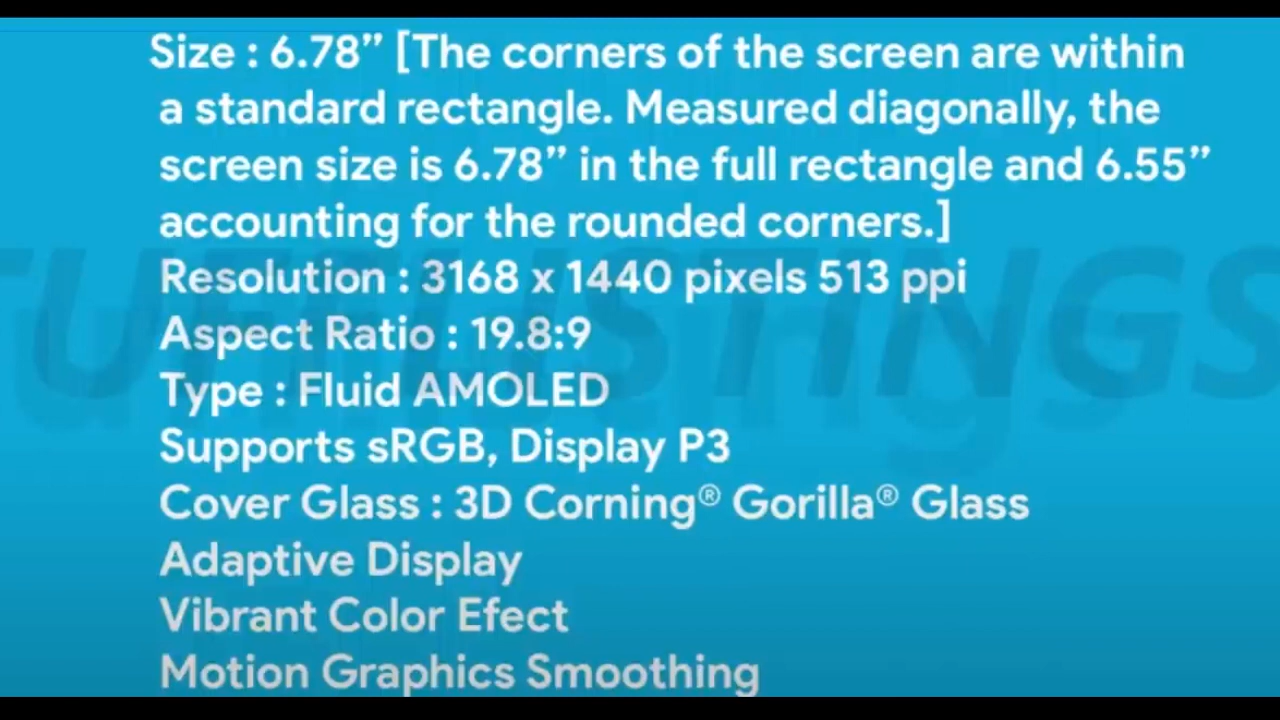 Size : 6.78” [The corners of the screen are within
a standard rectangle. Measured diagonally, the
screen size is 6.78” in the full rectangle and 6.55”
accounting for the rounded corners.]
Resolution : 3168 x 1440 pixels 513 ppi
Aspect Ratio : 19.8:9
Type : Fluid AMOLED
Supports sRGB, Display P3
Cover Glass : 3D Corning® Gorilla® Glass
Adaptive Display
Vibrant Color Efect
Motion Graphics Smoothing
TUFFLISTINGS